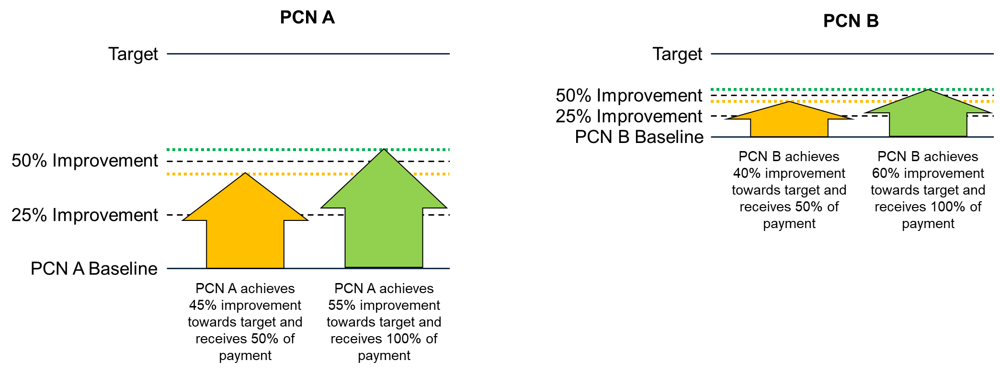 PCN A
Target
50% Improvement
25% Improvement
PCN A Baseline
PCN A achieves
45% improvement
towards target and
receives 50% of
payment
PCN A achieves
55% improvement
towards target and
receives 100% of
payment
PCN B
Target
50% Improvement
25% Improvement
PCN B Baseline
PCN B achieves
40% improvement
towards target and
receives 50% of
payment
PCN B achieves
60% improvement
towards target and
receives 100% of
payment